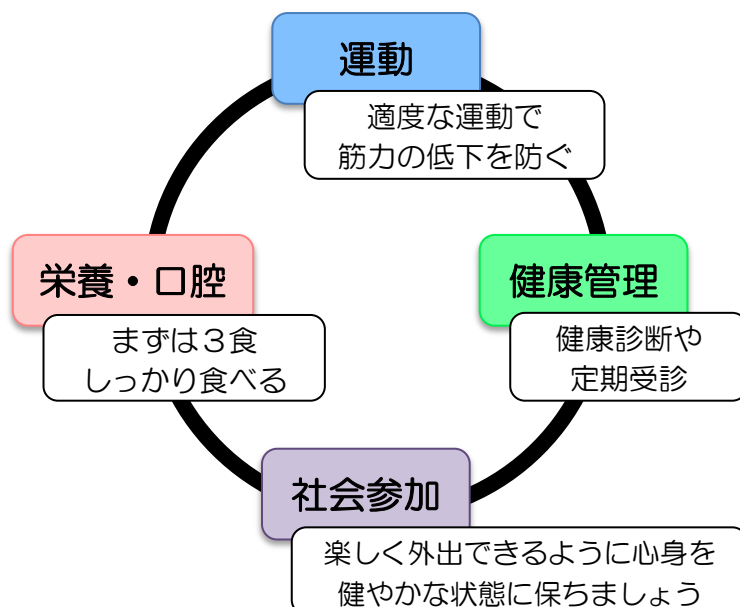 運動
適度な運動で
筋力の低下を防ぐ
栄養・口腔
まずは３食
しっかり食べる
健康管理
健康診断や
定期受診
社会参加
楽しく外出できるように心身を
健やかな状態に保ちましょう